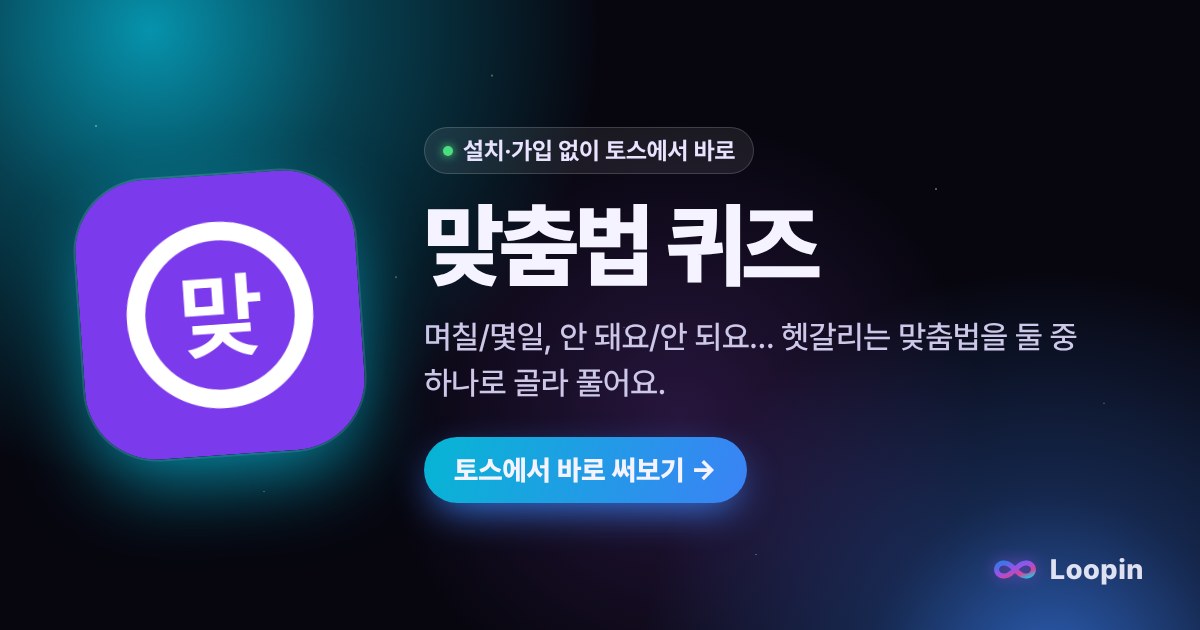 맞
설치·가입 없이 토스에서 바로
맞춤법 퀴즈
며칠/몇일, 안 돼요/안 되요... 헷갈리는 맞춤법을 둘 중
하나로 골라 풀어요.
토스에서 바로 써보기 →
Loopin